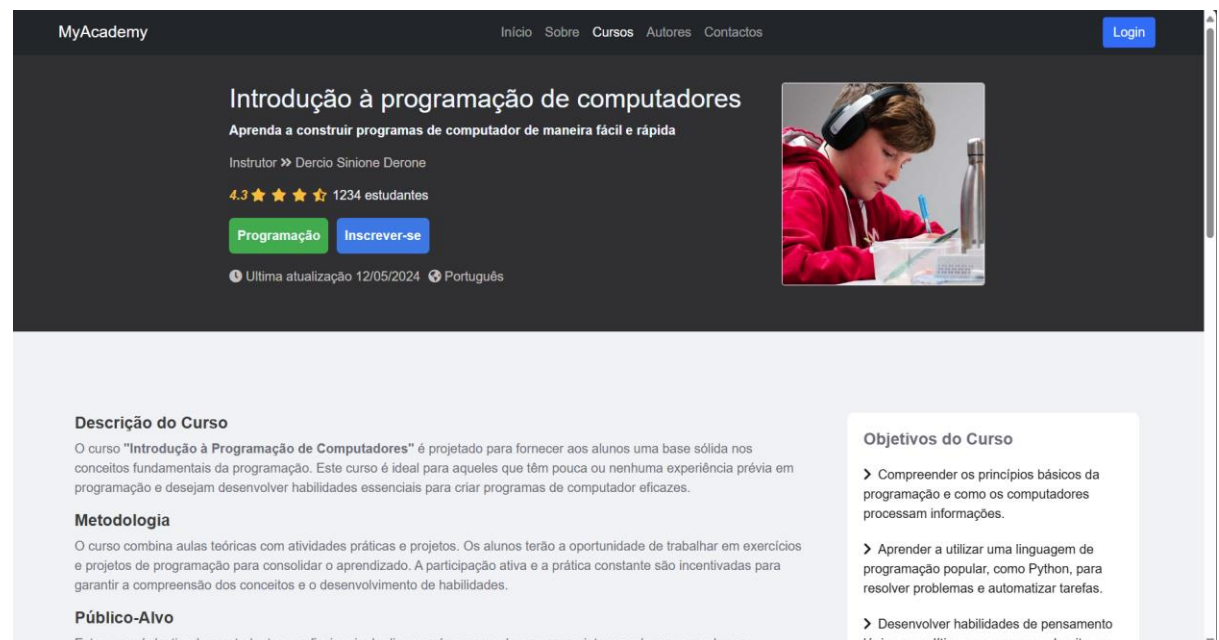 MyAcademy
Início Sobre Cursos Autores Contactos
Login
Introdução à programação de computadores
Aprenda a construir programas de computador de maneira fácil e rápida
Instrutor Dercio Sinione Derone
4.3 1234 estudantes
Programação Inscrever-se
Ultima atualização 12/05/2024 Português
Descrição do Curso
O curso "Introdução à Programação de Computadores" é projetado para fornecer aos alunos uma base sólida nos
conceitos fundamentais da programação. Este curso é ideal para aqueles que têm pouca ou nenhuma experiência prévia em
programação e desejam desenvolver habilidades essenciais para criar programas de computador eficazes.
Metodologia
O curso combina aulas teóricas com atividades práticas e projetos. Os alunos terão a oportunidade de trabalhar em exercícios
e projetos de programação para consolidar o aprendizado. A participação ativa e a prática constante são incentivadas para
garantir a compreensão dos conceitos e o desenvolvimento de habilidades.
Público-Alvo
Objetivos do Curso
Compreender os princípios básicos da
programação e como os computadores
processam informações.
Aprender a utilizar uma linguagem de
programação popular, como Python, para
resolver problemas e automatizar tarefas.
Desenvolver habilidades de pensamento